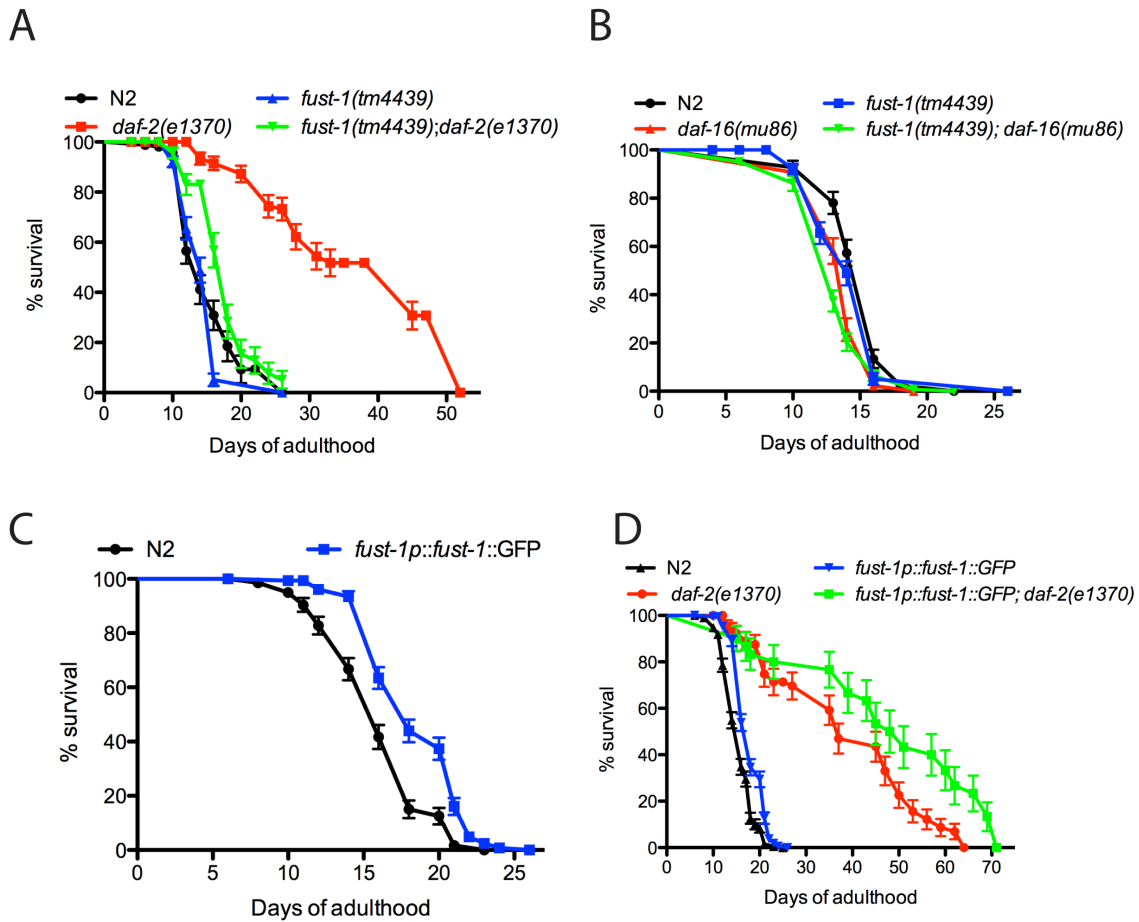 A
N2
fust-1(tm4439)
daf-2(e1370)
fust-1(tm4439);daf-2(e1370)
100
80
60
40
20
0
% survival
0 10 20 30 40 50
Days of adulthood
B
N2
fust-1(tm4439)
daf-16(mu86)
fust-1(tm4439); daf-16(mu86)
100
80
60
40
20
0
% survival
0 5 10 15 20 25
Days of adulthood
C
N2
fust-1p::fust-1::GFP
100
80
60
40
20
0
% survival
0 5 10 15 20 25
Days of adulthood
D
N2
fust-1p::fust-1::GFP
daf-2(e1370)
fust-1p::fust-1::GFP; daf-2(e1370)
100
80
60
40
20
0
% survival
0 10 20 30 40 50 60 70
Days of adulthood